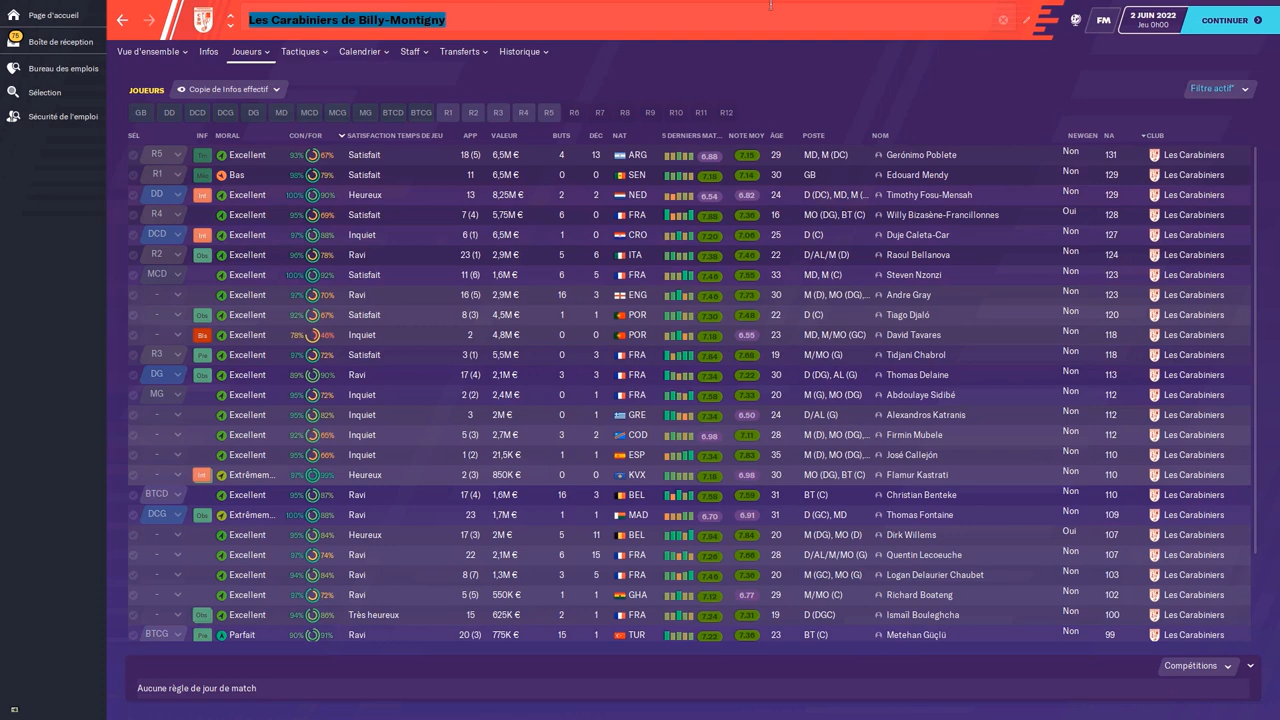 Page d'accueil
75 Boîte de réception
Bureau des emplois
Sélection
Sécurité de l'emploi
Les Carabiniers de Billy-Montigny
FM
2 JUIN 2022
Jeu 0h00
CONTINUER
Vue d'ensemble Infos Joueurs Tactiques Calendrier Staff Transferts Historique
JOUEURS Copie de Infos effectif Filtre actif*
GB DD DCD DCG DG MD MCD MCG MG BTCD BTCG R1 R2 R3 R4 R5 R6 R7 R8 R9 R10 R11 R12
SÉL INF MORAL CON/FOR SATISFACTION TEMPS DE JEU APP VALEUR BUTS DÉC NAT 5 DERNIERS MAT... NOTE MOY ÂGE POSTE NOM NEWGEN NA CLUB
R5 Trn Excellent 93% 67% Satisfait 18 (5) 6,5M € 4 13 ARG 6.88 7.15 29 MD, M (DC) Gerónimo Poblete Non 131 Les Carabiniers
R1 Bas 98% 79% Satisfait 11 6,5M € 0 0 SEN 7.18 7.14 30 GB Edouard Mendy Non 129 Les Carabiniers
DD Int Excellent 100% 90% Heureux 13 8,25M € 2 2 NED 6.54 6.82 24 D (DC), MD, M (... Timothy Fosu-Mensah Non 129 Les Carabiniers
R4 Excellent 95% 69% Satisfait 7 (4) 5,75M € 6 0 FRA 7.88 7.36 16 MO (DG), BT (C) Willy Bizasène-Francillonnes Oui 128 Les Carabiniers
DCD Int Excellent 97% 88% Inquiet 6 (1) 6,5M € 1 0 CRO 7.20 7.06 25 D (C) Duje Caleta-Car Non 127 Les Carabiniers
R2 Obs Excellent 96% 78% Ravi 23 (1) 2,9M € 5 6 ITA 7.38 7.46 22 D/AL/M (D) Raoul Bellanova Non 124 Les Carabiniers
MCD Excellent 100% 92% Satisfait 11 (6) 1,6M € 6 5 FRA 7.46 7.55 33 MD, M (C) Steven Nzonzi Non 123 Les Carabiniers
- Excellent 97% 70% Ravi 16 (5) 2,9M € 16 3 ENG 7.46 7.73 30 M (D), MO (DG),... Andre Gray Non 123 Les Carabiniers
- Obs Excellent 92% 67% Satisfait 8 (3) 4,5M € 1 1 POR 7.30 7.48 22 D (C) Tiago Djaló Non 120 Les Carabiniers
- Bls Excellent 78% 46% Inquiet 2 4,8M € 0 0 POR 7.18 6.55 23 MD, M/MO (GC) David Tavares Non 118 Les Carabiniers
R3 Pré Excellent 97% 72% Satisfait 3 (1) 5,5M € 0 3 FRA 7.64 7.66 19 M/MO (G) Tidjani Chabrol Non 118 Les Carabiniers
DG Obs Excellent 89% 90% Ravi 17 (4) 2,1M € 3 3 FRA 7.34 7.22 30 D (DG), AL (G) Thomas Delaine Non 113 Les Carabiniers
MG Excellent 95% 72% Inquiet 2 (2) 2,4M € 0 1 FRA 7.58 7.33 20 M (G), MO (DG) Abdoulaye Sidibé Non 112 Les Carabiniers
- Excellent 95% 82% Inquiet 3 2M € 0 1 GRE 7.34 6.50 24 D/AL (G) Alexandros Katranis Non 112 Les Carabiniers
- Excellent 92% 65% Inquiet 5 (3) 2,7M € 3 2 COD 6.98 7.11 28 M (D), MO (DG),... Firmin Mubele Non 112 Les Carabiniers
- Excellent 95% 66% Inquiet 1 (2) 21,5K € 0 1 ESP 7.34 7.83 35 M (D), MO (DG),... José Callejón Non 110 Les Carabiniers
- Int Extrêmem... 97% 99% Heureux 2 (3) 850K € 0 0 KVX 7.18 6.98 30 MO (DG), BT (C) Flamur Kastrati Non 110 Les Carabiniers
BTCD Excellent 95% 87% Ravi 17 (4) 1,6M € 16 3 BEL 7.58 7.59 31 BT (C) Christian Benteke Non 110 Les Carabiniers
DCG Obs Extrêmem... 100% 88% Ravi 23 1,7M € 1 1 MAD 6.70 6.91 31 D (GC), MD Thomas Fontaine Non 109 Les Carabiniers
- Excellent 95% 84% Heureux 17 (3) 2M € 5 11 BEL 7.94 7.84 20 M (DG), MO (D) Dirk Willems Oui 107 Les Carabiniers
- Excellent 97% 74% Ravi 22 2,1M € 6 15 FRA 7.26 7.66 28 D/AL/M/MO (G) Quentin Lecoeuche Non 107 Les Carabiniers
- Excellent 94% 84% Ravi 8 (7) 1,3M € 3 5 FRA 7.46 7.36 20 M (GC), MO (G) Logan Delaurier Chaubet Non 103 Les Carabiniers
- Excellent 97% 72% Ravi 5 (5) 550K € 1 1 GHA 7.12 6.77 29 M/MO (C) Richard Boateng Non 102 Les Carabiniers
- Obs Excellent 94% 86% Très heureux 15 625K € 2 1 FRA 7.24 7.31 19 D (DGC) Ismail Bouleghcha Non 100 Les Carabiniers
BTCG Pré Parfait 90% 91% Ravi 20 (3) 775K € 15 1 TUR 7.22 7.36 23 BT (C) Metehan Güçlü Non 99 Les Carabiniers
Compétitions
Aucune règle de jour de match